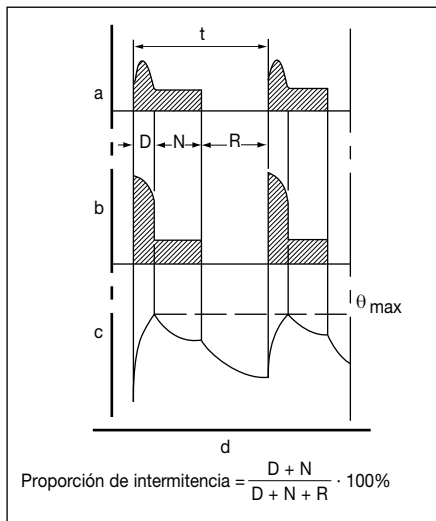 t
a
D N R
b
θ max
c
d
Proporción de intermitencia = D + N / D + N + R · 100%